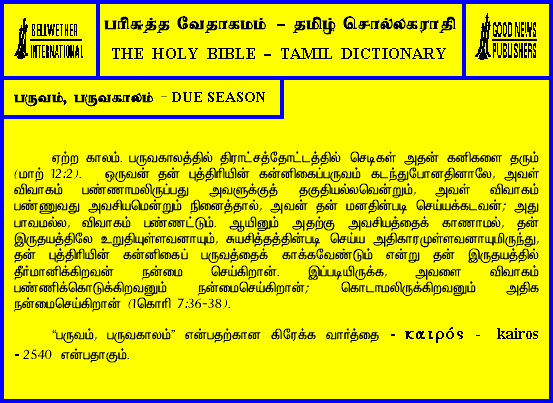 BELLWETHER
INTERNATIONAL
பரிசுத்த வேதாகமம் – தமிழ் சொல்லகராதி
THE HOLY BIBLE – TAMIL DICTIONARY
GOOD NEWS
PUBLISHERS
பருவம், பருவகாலம் – DUE SEASON
ஏற்ற காலம். பருவகாலத்தில் திராட்சத்தோட்டத்தில் செடிகள் அதன் கனிகளை தரும்
(மாற் 12:2). ஒருவன் தன் புத்திரியின் கன்னிகைப்பருவம் கடந்துபோனதினாலே, அவள்
விவாகம் பண்ணாமலிருப்பது அவளுக்குத் தகுதியல்லவென்றும், அவள் விவாகம்
பண்ணுவது அவசியமென்றும் நினைத்தால், அவன் தன் மனதின்படி செய்யக்கடவன்; அது
பாவமல்ல, விவாகம் பண்ணட்டும். ஆயினும் அதற்கு அவசியத்தைக் காணாமல், தன்
இருதயத்திலே உறுதியுள்ளவனாயும், சுயசித்தத்தின்படி செய்ய அதிகாரமுள்ளவனாயுமிருந்து,
தன் புத்திரியின் கன்னிகைப் பருவத்தைக் காக்கவேண்டும் என்று தன் இருதயத்தில்
தீர்மானிக்கிறவன் நன்மை செய்கிறான். இப்படியிருக்க, அவளை விவாகம்
பண்ணிக்கொடுக்கிறவனும் நன்மைசெய்கிறான்; கொடாமலிருக்கிறவனும் அதிக
நன்மைசெய்கிறான் (1கொரி 7:36-38).
“பருவம், பருவகாலம்” என்பதற்கான கிரேக்க வார்த்தை - καιρός - kairos
- 2540 என்பதாகும்.